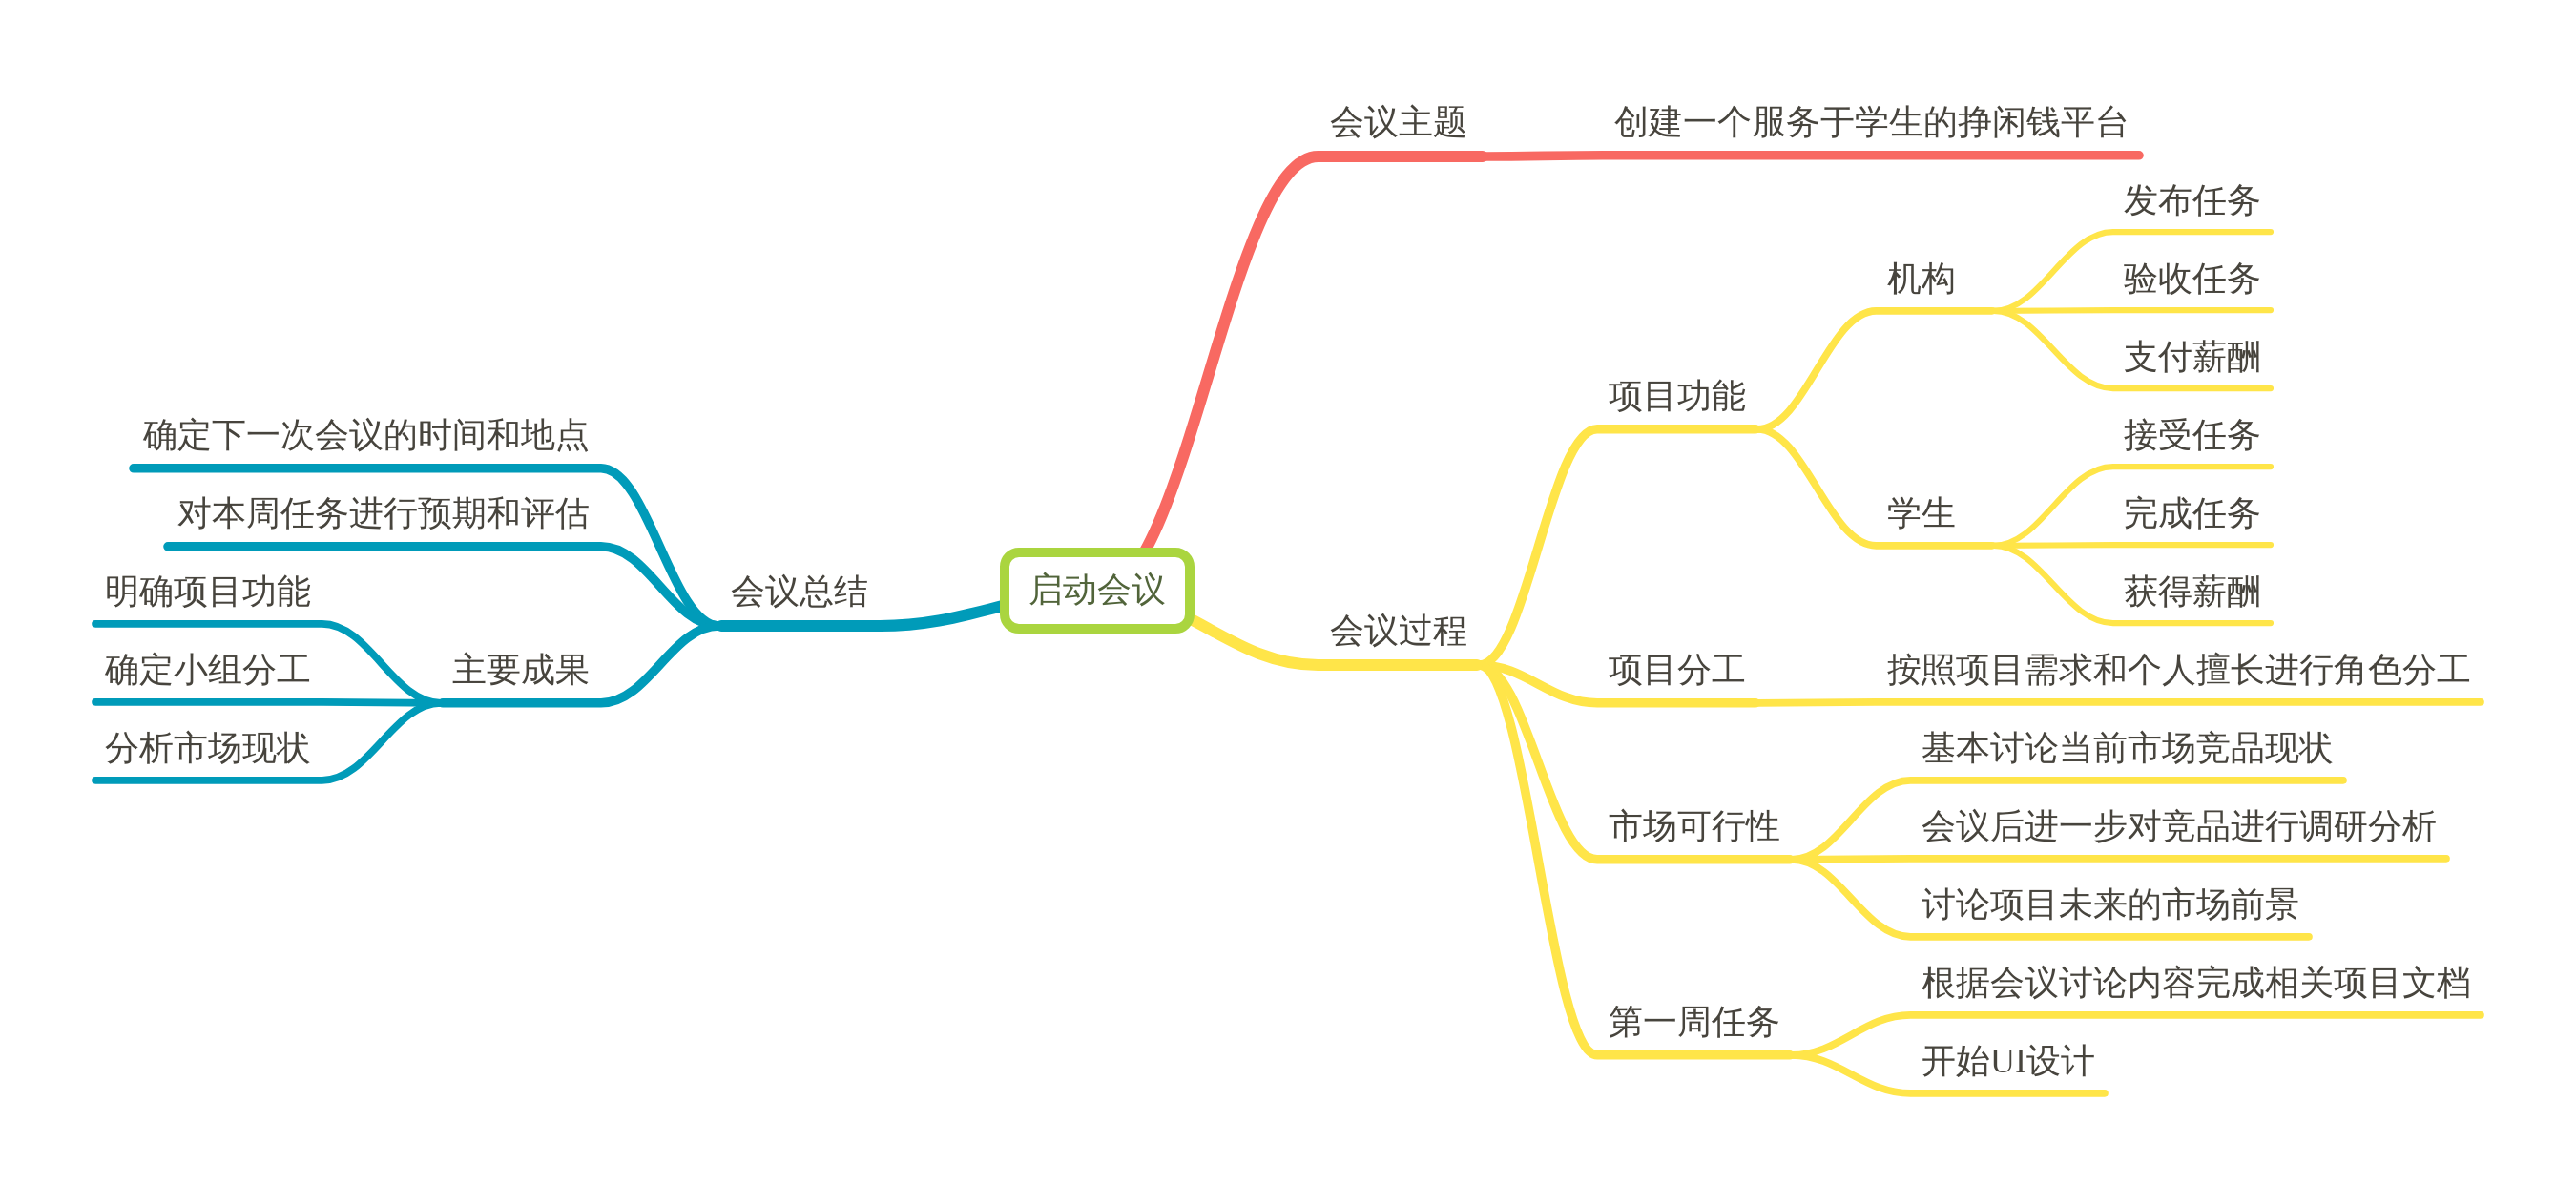 启动会议
会议主题
创建一个服务于学生的挣闲钱平台
会议过程
项目功能
机构
发布任务
验收任务
支付薪酬
学生
接受任务
完成任务
获得薪酬
项目分工
按照项目需求和个人擅长进行角色分工
市场可行性
基本讨论当前市场竞品现状
会议后进一步对竞品进行调研分析
讨论项目未来的市场前景
第一周任务
根据会议讨论内容完成相关项目文档
开始UI设计
会议总结
确定下一次会议的时间和地点
对本周任务进行预期和评估
主要成果
明确项目功能
确定小组分工
分析市场现状